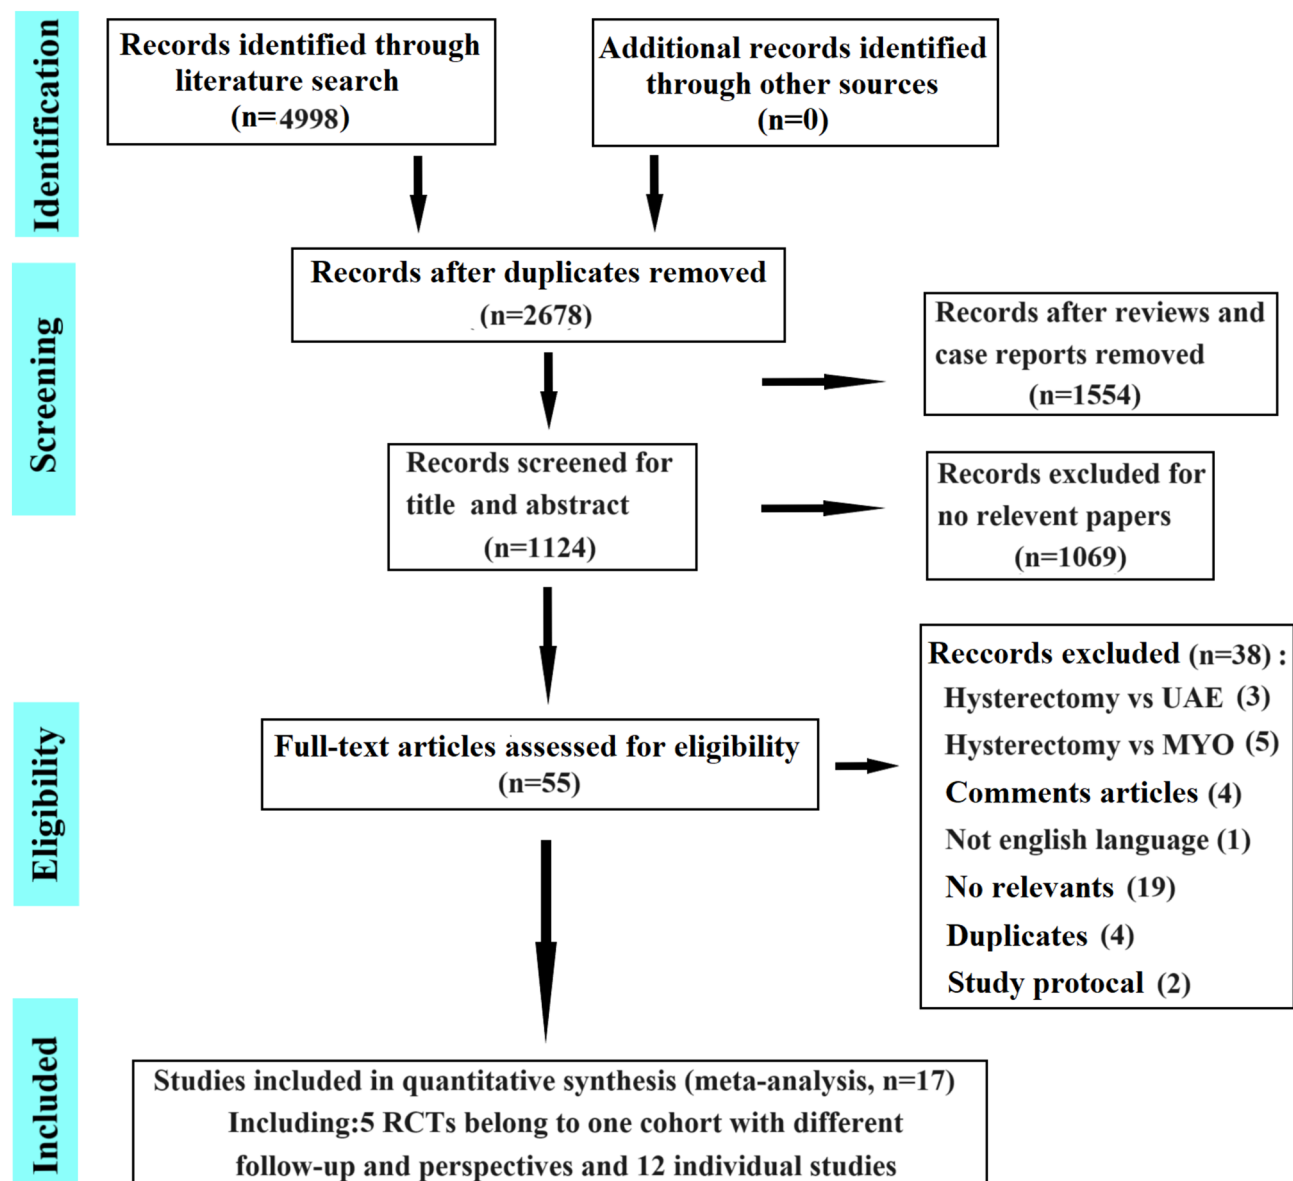 Identification
Records identified through
literature search
(n=4998)
Additional records identified
through other sources
(n=0)
Screening
Records after duplicates removed
(n=2678)
Records after reviews and
case reports removed
(n=1554)
Records screened for
title and abstract
(n=1124)
Records excluded for
no relevent papers
(n=1069)
Eligibility
Full-text articles assessed for eligibility
(n=55)
Reccords excluded (n=38) :
Hysterectomy vs UAE (3)
Hysterectomy vs MYO (5)
Comments articles (4)
Not english language (1)
No relevants (19)
Duplicates (4)
Study protocal (2)
Included
Studies included in quantitative synthesis (meta-analysis, n=17)
Including:5 RCTs belong to one cohort with different
follow-up and perspectives and 12 individual studies